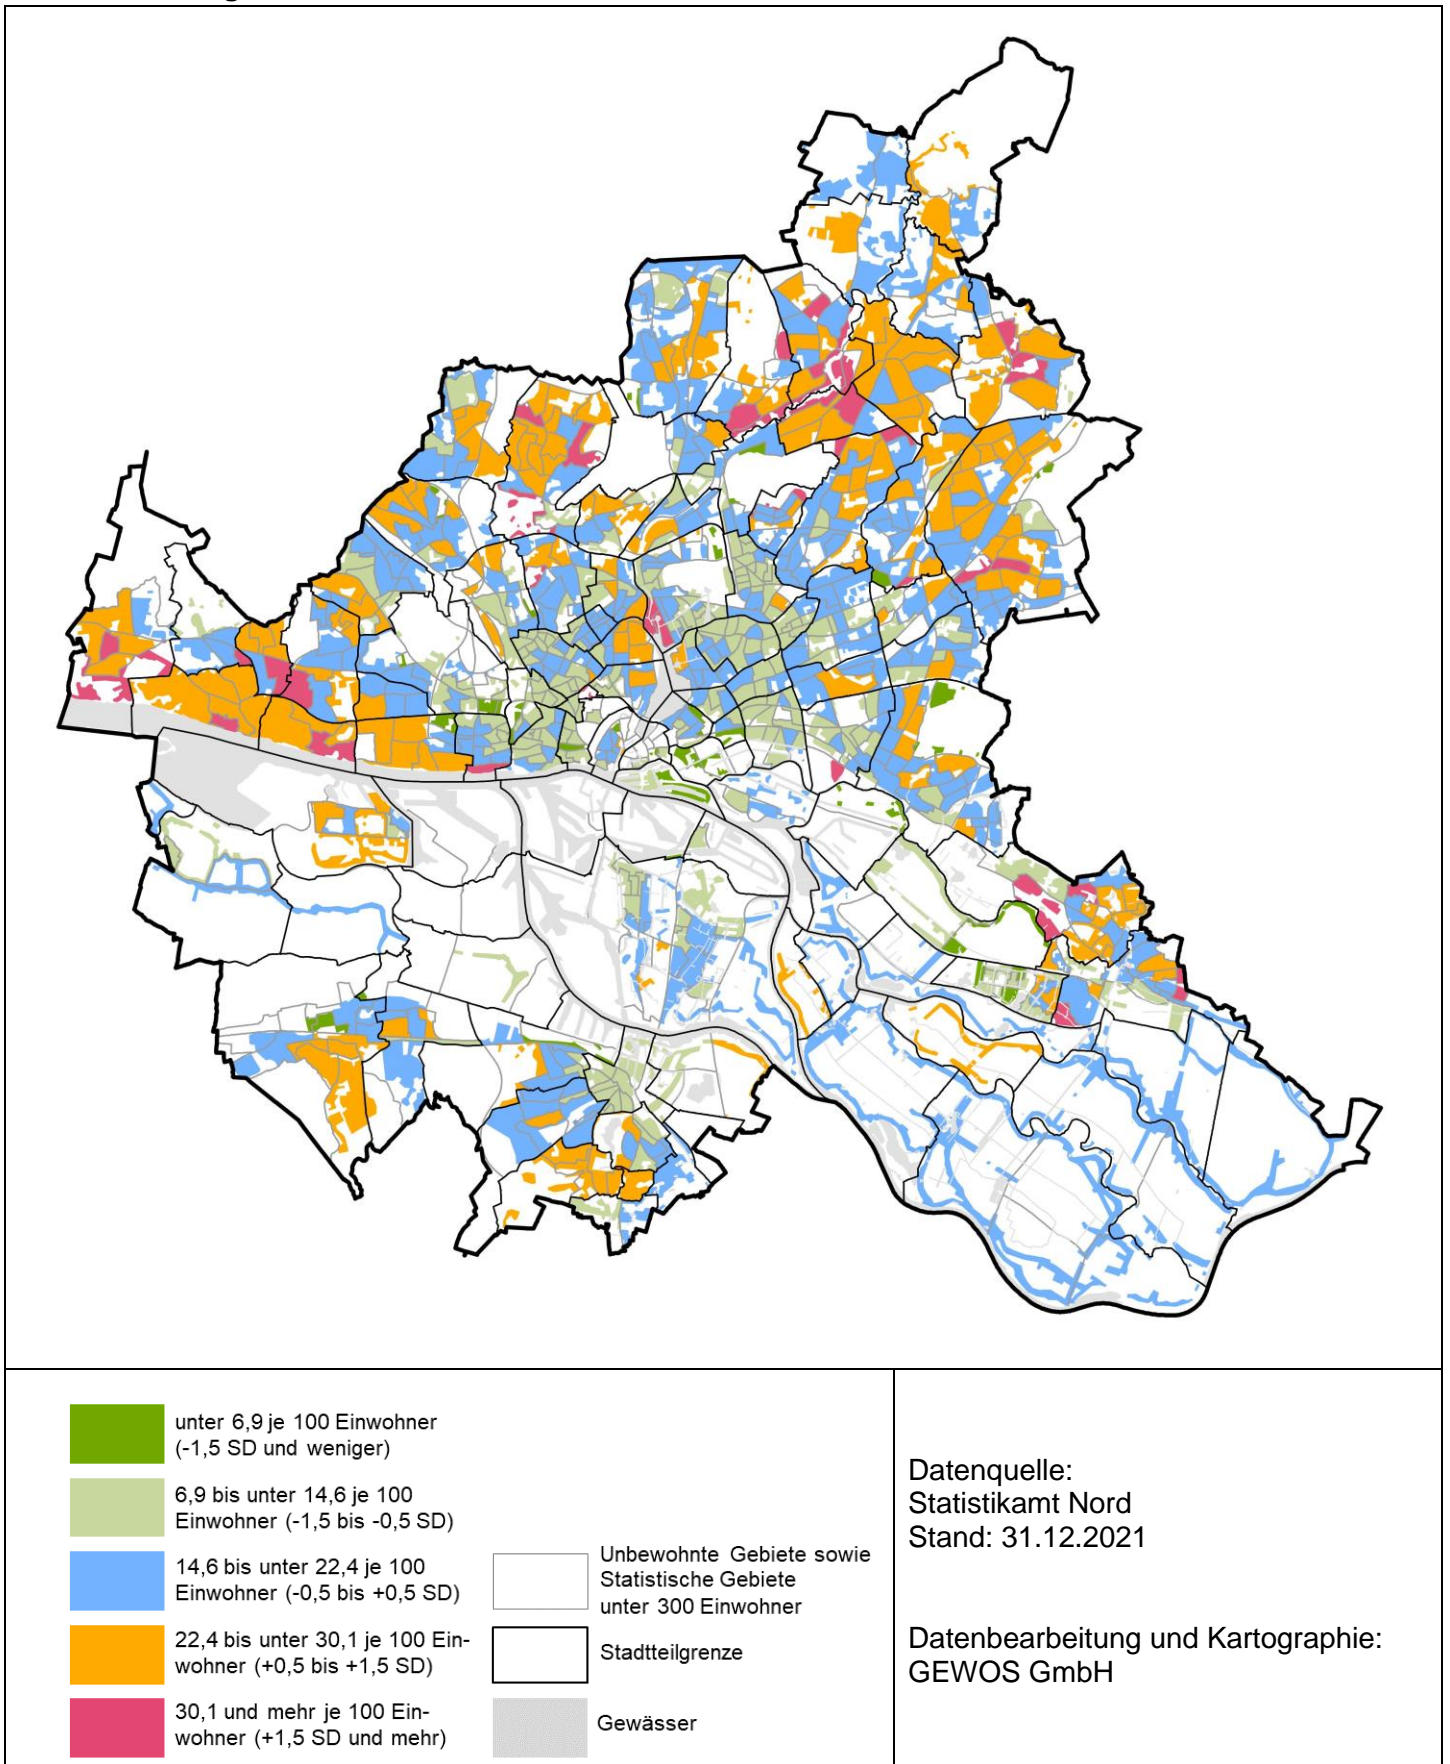 unter 6,9 je 100 Einwohner
(-1,5 SD und weniger)
6,9 bis unter 14,6 je 100
Einwohner (-1,5 bis -0,5 SD)
14,6 bis unter 22,4 je 100
Einwohner (-0,5 bis +0,5 SD)
22,4 bis unter 30,1 je 100 Ein-
wohner (+0,5 bis +1,5 SD)
30,1 und mehr je 100 Ein-
wohner (+1,5 SD und mehr)
Unbewohnte Gebiete sowie
Statistische Gebiete
unter 300 Einwohner
Stadtteilgrenze
Gewässer
Datenquelle:
Statistikamt Nord
Stand: 31.12.2021
Datenbearbeitung und Kartographie:
GEWOS GmbH